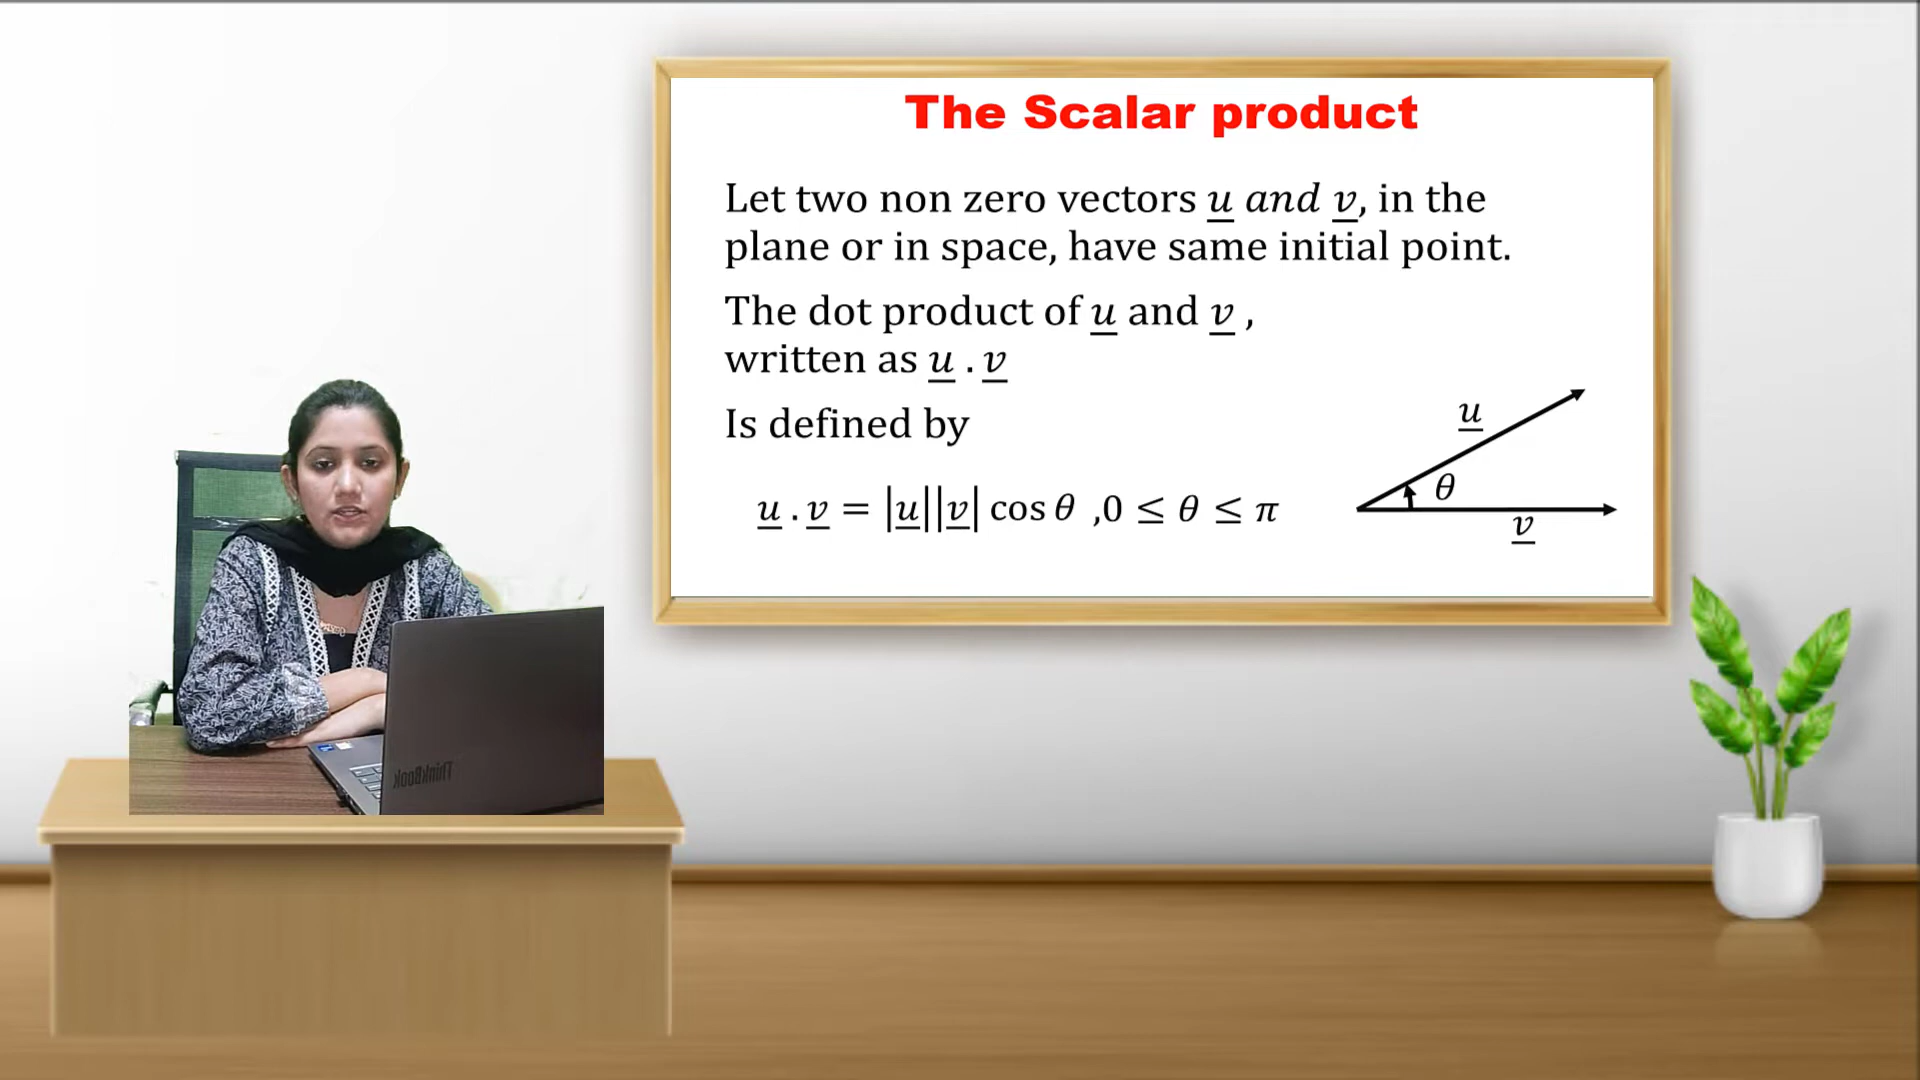 The Scalar product
Let two non zero vectors u and v, in the
plane or in space, have same initial point.
The dot product of u and v ,
written as u . v
Is defined by
u . v = |u||v| cos θ ,0 ≤ θ ≤ π
u
θ
v
ThinkBook